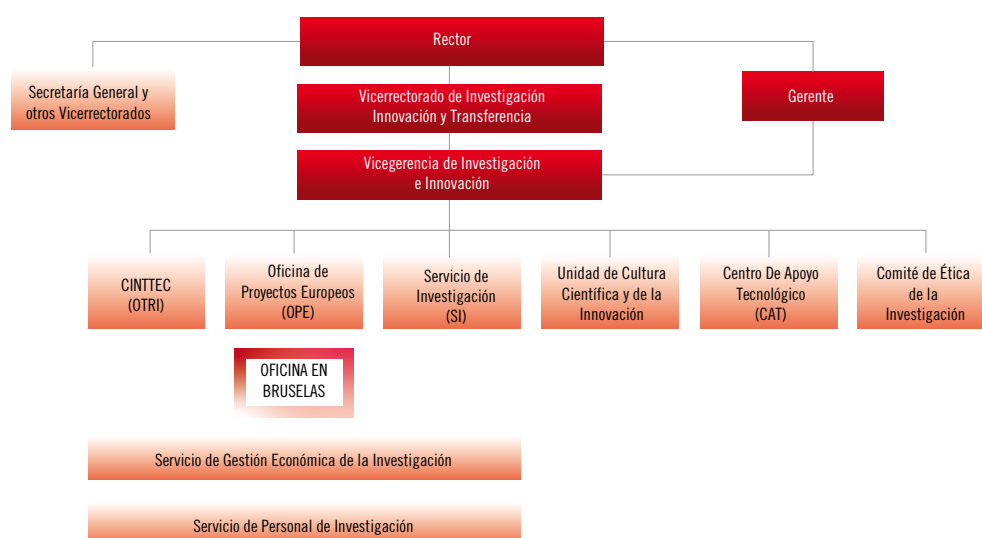 Rector
Secretaría General y
otros Vicerrectorados
Vicerrectorado de Investigación
Innovación y Transferencia
Gerente
Vicegerencia de Investigación
e Innovación
CINTTEC
(OTRI)
Oficina de
Proyectos Europeos
(OPE)
Servicio de
Investigación
(SI)
Unidad de Cultura
Científica y de la
Innovación
Centro De Apoyo
Tecnológico
(CAT)
Comité de Ética
de la
Investigación
OFICINA EN
BRUSELAS
Servicio de Gestión Económica de la Investigación
Servicio de Personal de Investigación